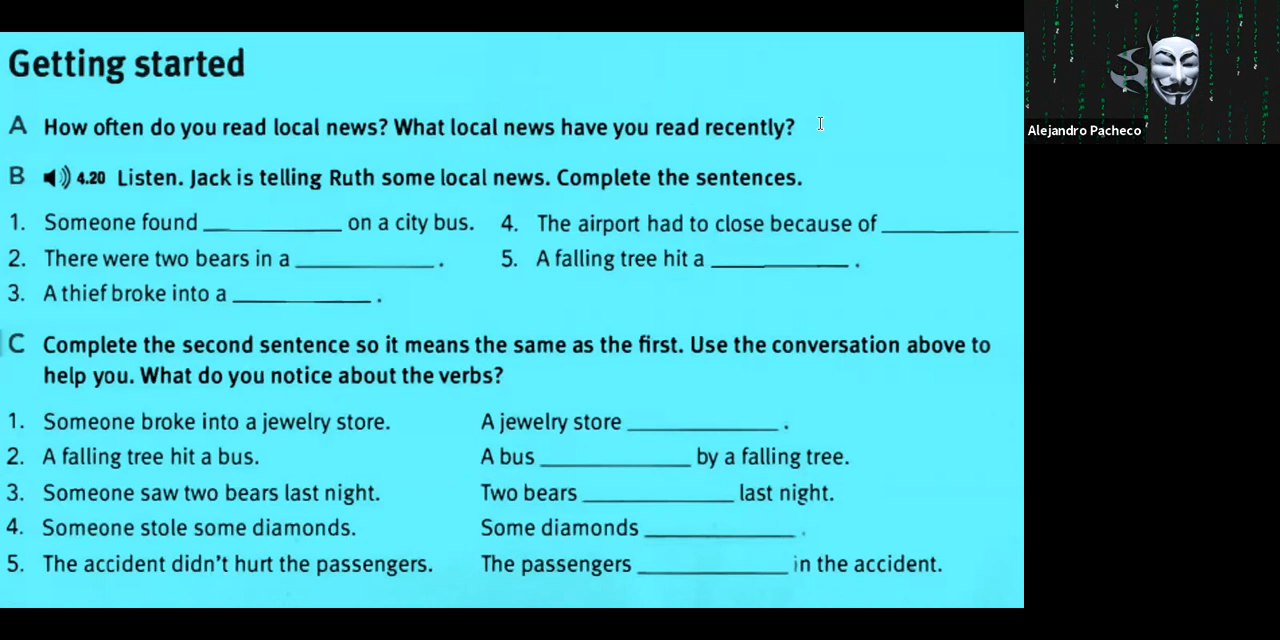 Getting started
A How often do you read local news? What local news have you read recently?
B 4.20 Listen. Jack is telling Ruth some local news. Complete the sentences.
1. Someone found ____________ on a city bus.
2. There were two bears in a ____________ .
3. A thief broke into a ____________ .
4. The airport had to close because of ____________
5. A falling tree hit a ____________ .
C Complete the second sentence so it means the same as the first. Use the conversation above to
help you. What do you notice about the verbs?
1. Someone broke into a jewelry store. A jewelry store ____________ .
2. A falling tree hit a bus. A bus ____________ by a falling tree.
3. Someone saw two bears last night. Two bears ____________ last night.
4. Someone stole some diamonds. Some diamonds ____________ .
5. The accident didn't hurt the passengers. The passengers ____________ in the accident.
Alejandro Pacheco